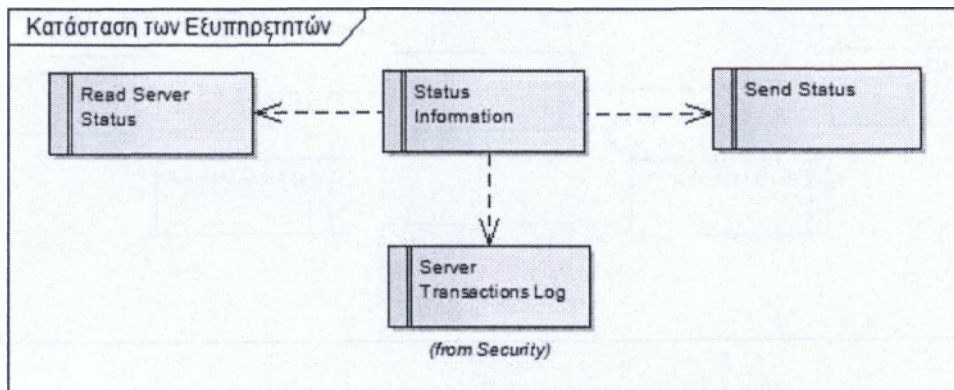 Κατάσταση των Εξυπηρετητών
Read Server
Status
Status
Information
Send Status
Server
Transactions Log
(from Security)